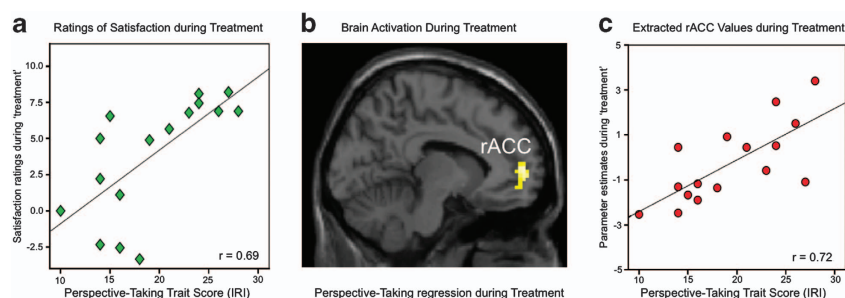 a
Ratings of Satisfaction during Treatment
Satisfaction ratings during 'treatment'
10.0
7.5
5.0
2.5
0.0
-2.5
r = 0.69
10 15 20 25 30
Perspective-Taking Trait Score (IRI)
b
Brain Activation During Treatment
rACC
Perspective-Taking regression during Treatment
c
Extracted rACC Values during Treatment
Parameter estimates during 'treatment'
5
3
1
-1
-3
-5
r = 0.72
10 15 20 25 30
Perspective-Taking Trait Score (IRI)